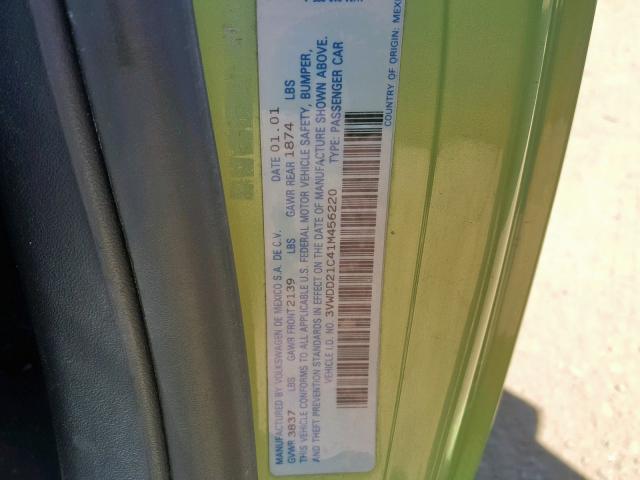 MANUFACTURED BY VOLKSWAGEN DE MEXICO S.A. DE C.V. DATE 01.01
GVWR 3837 LBS GAWR FRONT 2139 LBS GAWR REAR 1874 LBS
THIS VEHICLE CONFORMS TO ALL APPLICABLE U.S. FEDERAL MOTOR VEHICLE SAFETY, BUMPER,
AND THEFT PREVENTION STANDARDS IN EFFECT ON THE DATE OF MANUFACTURE SHOWN ABOVE.
VEHICLE I.D. NO. 3VWDD21C41M456220 TYPE: PASSENGER CAR
COUNTRY OF ORIGIN: MEXIC